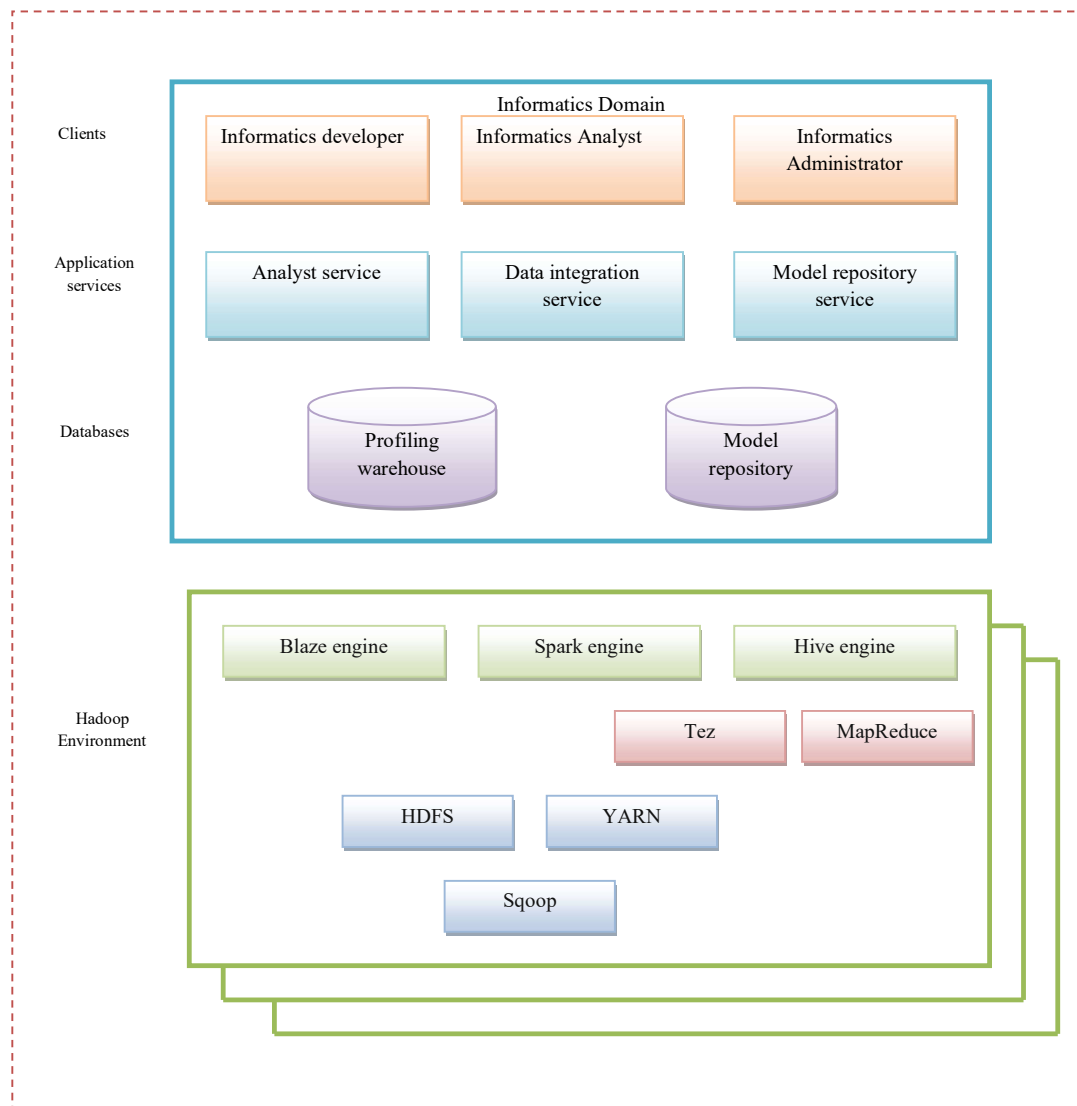 Informatics Domain
Clients
Informatics developer
Informatics Analyst
Informatics
Administrator
Application
services
Analyst service
Data integration
service
Model repository
service
Databases
Profiling
warehouse
Model
repository
Blaze engine
Spark engine
Hive engine
Hadoop
Environment
Tez
MapReduce
HDFS
YARN
Sqoop